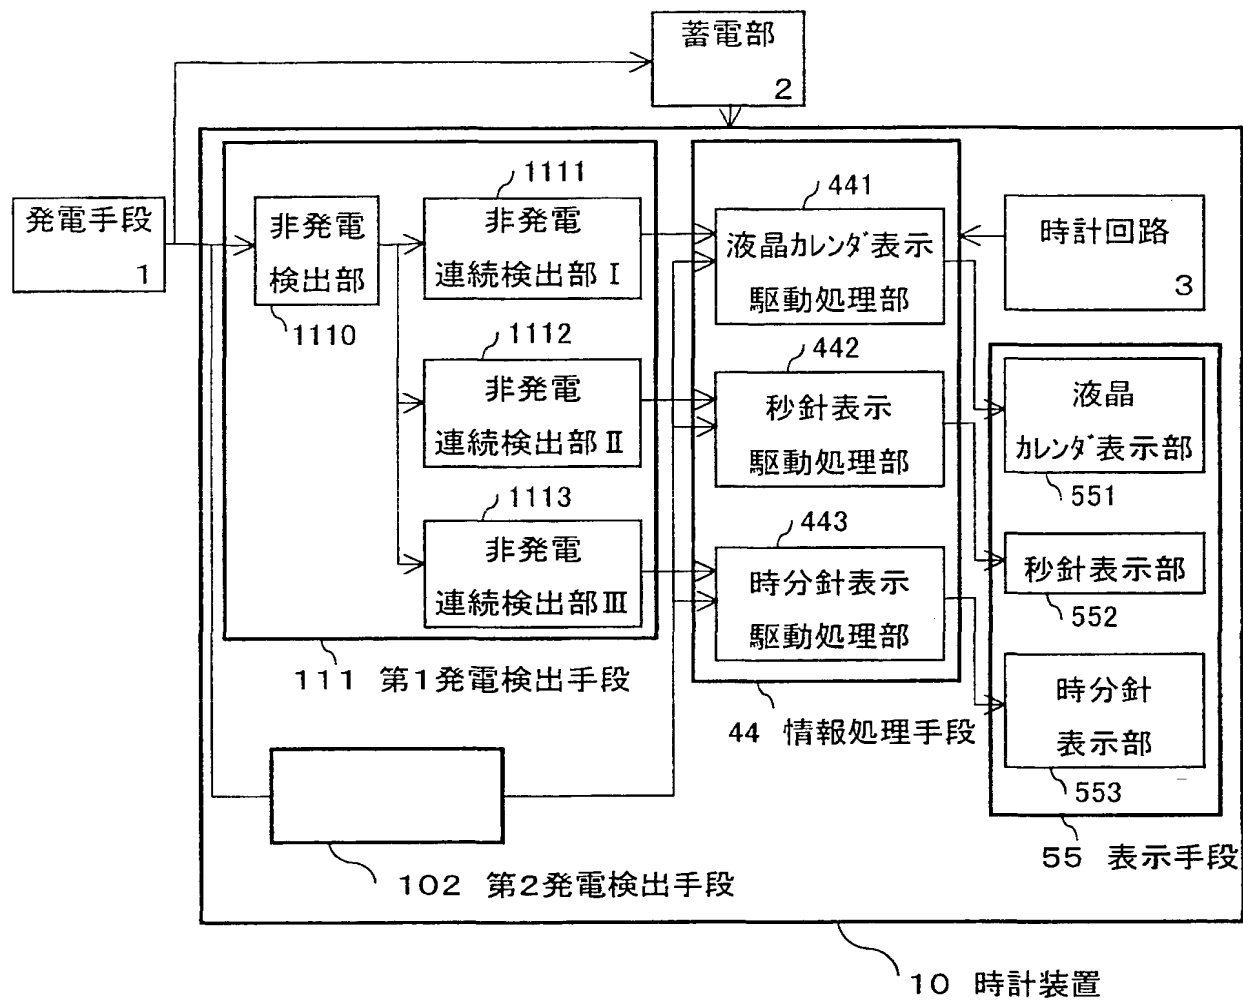 蓄電部
2
発電手段
1
非発電
検出部
1110
1111
非発電
連続検出部Ⅰ
1112
非発電
連続検出部Ⅱ
1113
非発電
連続検出部Ⅲ
111 第1発電検出手段
441
液晶ｶﾚﾝﾀﾞ表示
駆動処理部
442
秒針表示
駆動処理部
443
時分針表示
駆動処理部
44 情報処理手段
時計回路
3
液晶
ｶﾚﾝﾀﾞ表示部
551
秒針表示部
552
時分針
表示部
553
55 表示手段
102 第2発電検出手段
10 時計装置